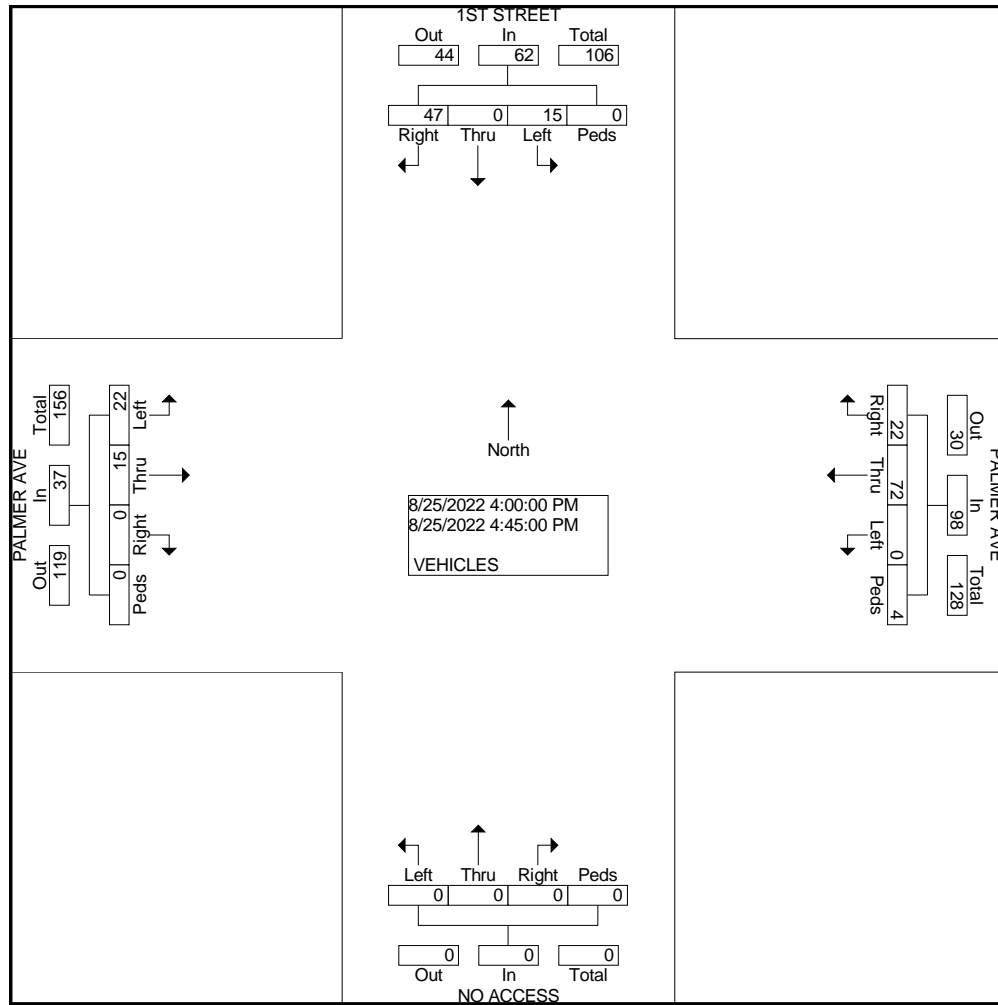 1ST STREET
Out In Total
44 62 106
47 0 15 0
Right Thru Left Peds
PALMER AVE
Total In Out
156 37 119
22 15 0 0
Left Thru Right Peds
North
8/25/2022 4:00:00 PM
8/25/2022 4:45:00 PM
VEHICLES
Right Thru Left Peds
22 72 0 4
Out In Total
30 98 128
PALMER AVE
Left Thru Right Peds
0 0 0 0
0 0 0
Out In Total
NO ACCESS